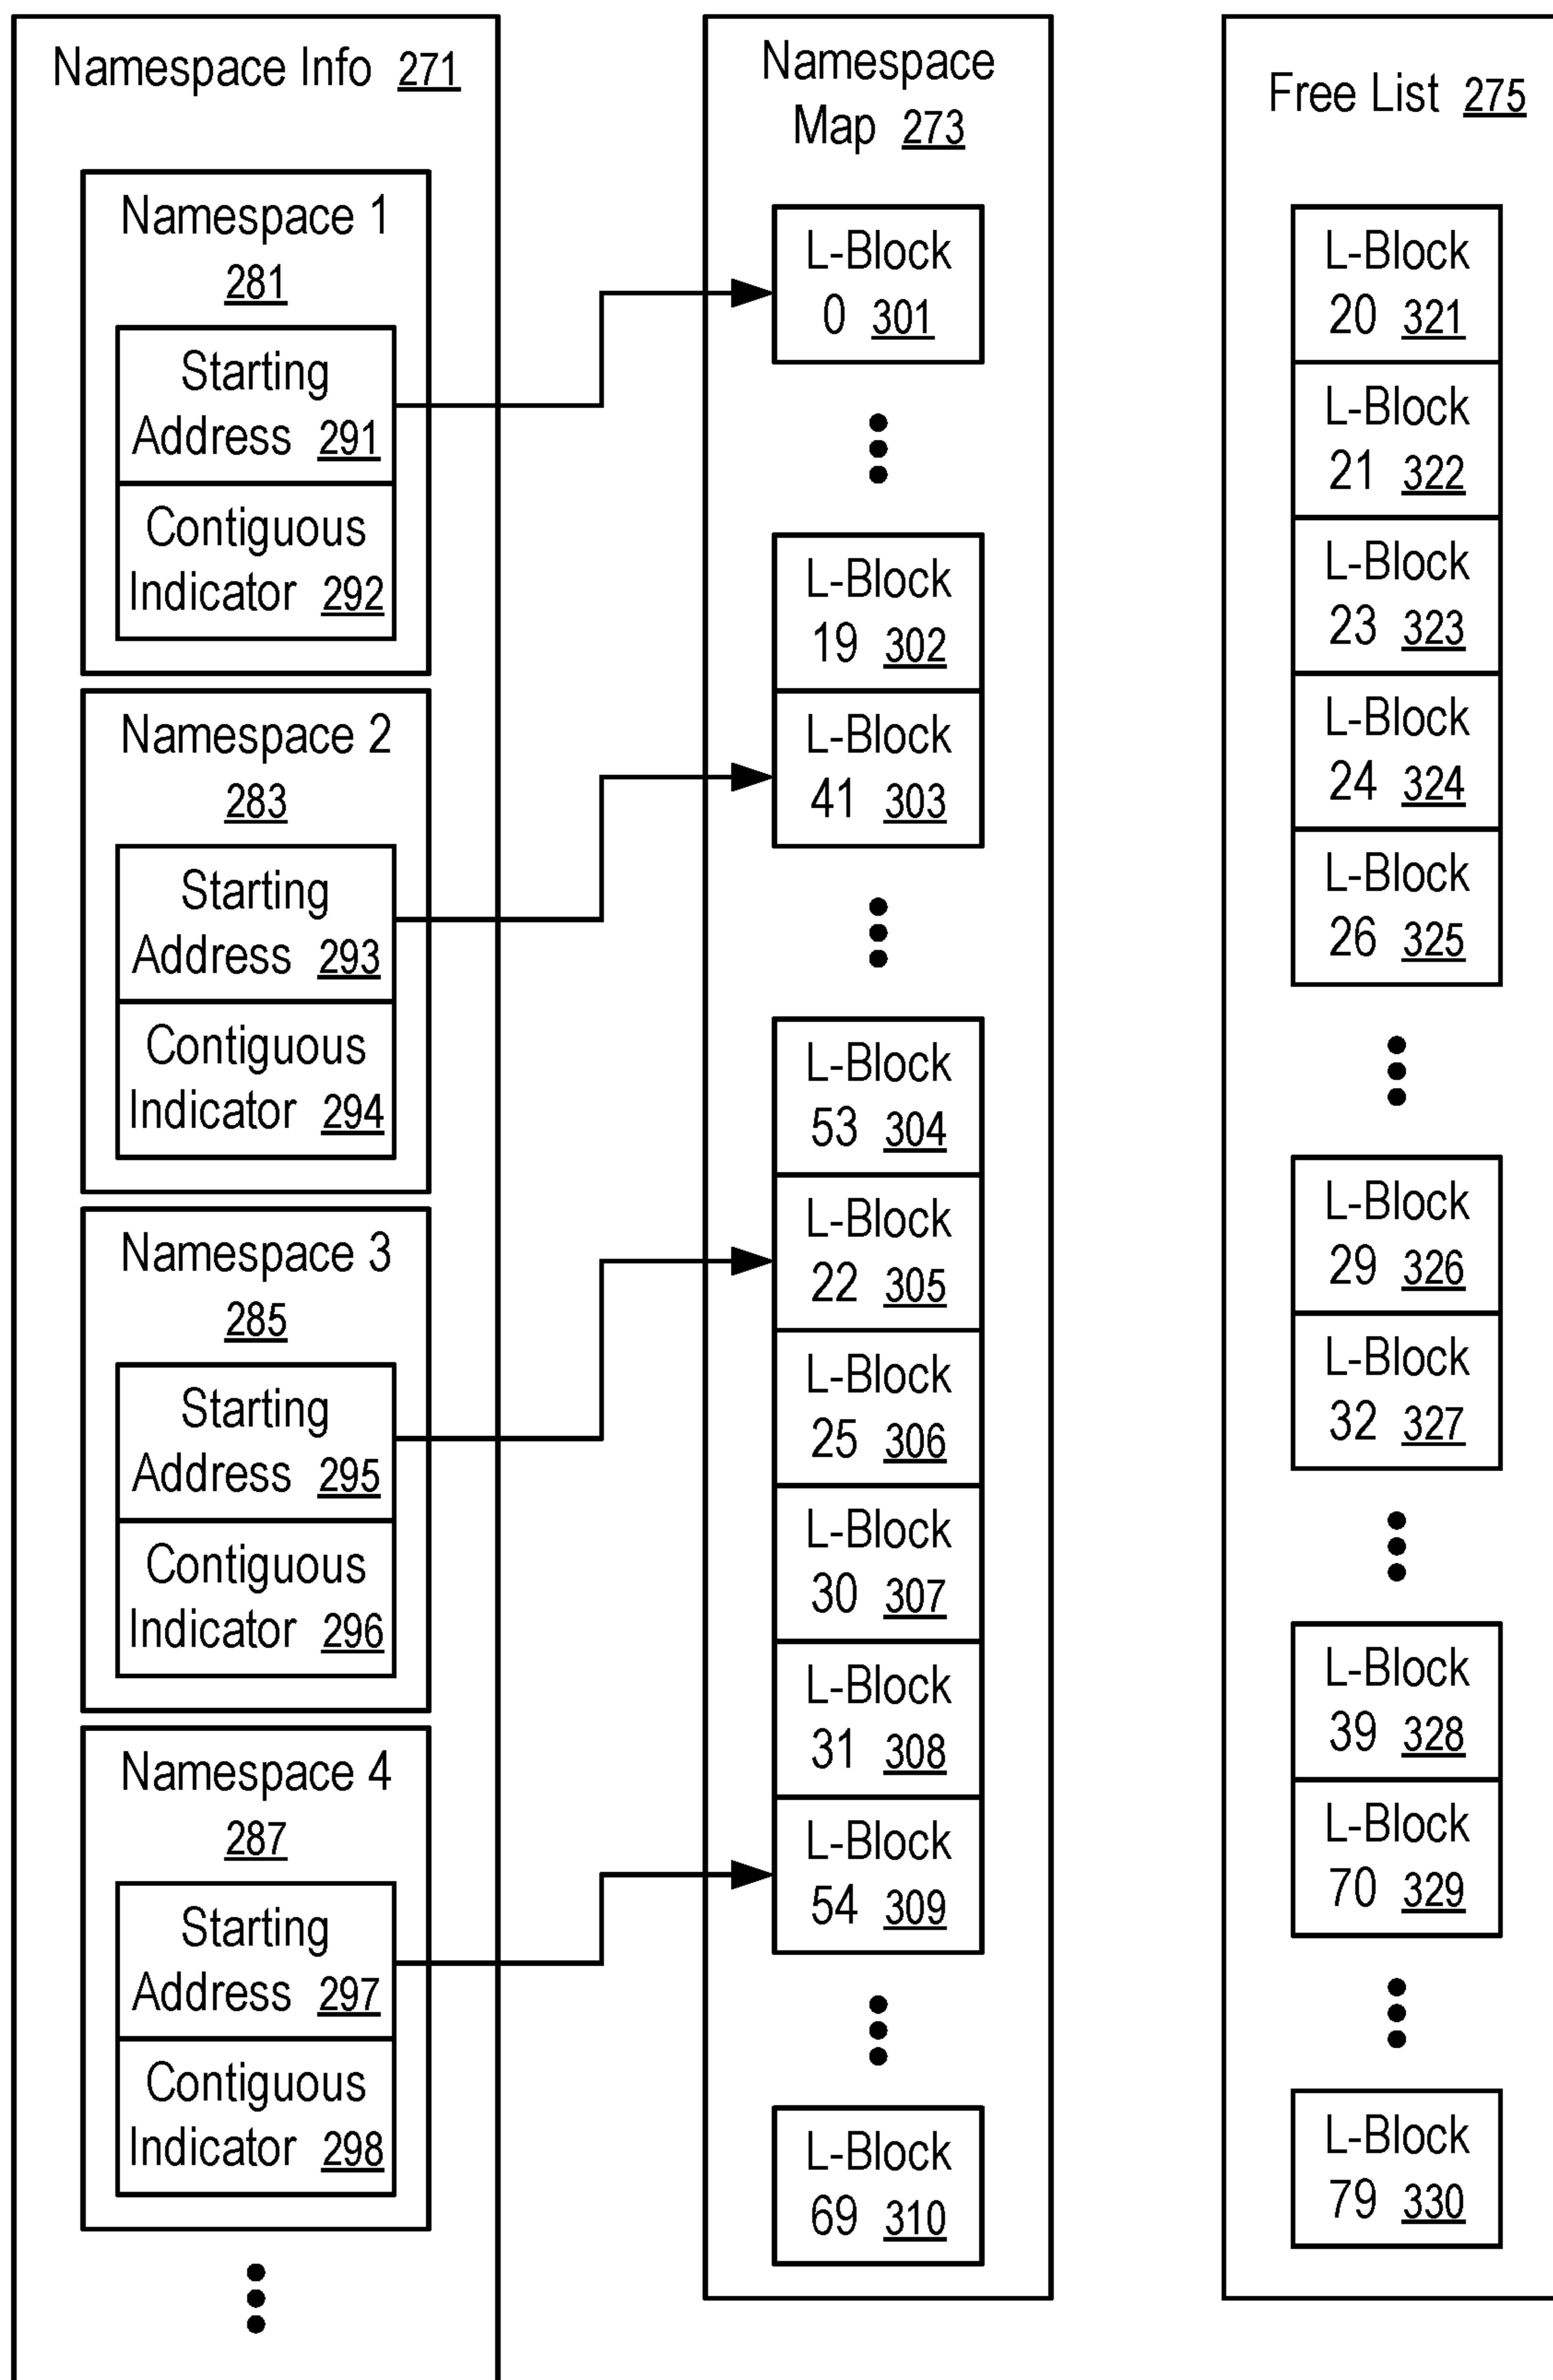 Namespace Info 271
Namespace 1
281
Starting
Address 291
Contiguous
Indicator 292
Namespace 2
283
Starting
Address 293
Contiguous
Indicator 294
Namespace 3
285
Starting
Address 295
Contiguous
Indicator 296
Namespace 4
287
Starting
Address 297
Contiguous
Indicator 298
Namespace
Map 273
L-Block
0 301
L-Block
19 302
L-Block
41 303
L-Block
53 304
L-Block
22 305
L-Block
25 306
L-Block
30 307
L-Block
31 308
L-Block
54 309
L-Block
69 310
Free List 275
L-Block
20 321
L-Block
21 322
L-Block
23 323
L-Block
24 324
L-Block
26 325
L-Block
29 326
L-Block
32 327
L-Block
39 328
L-Block
70 329
L-Block
79 330